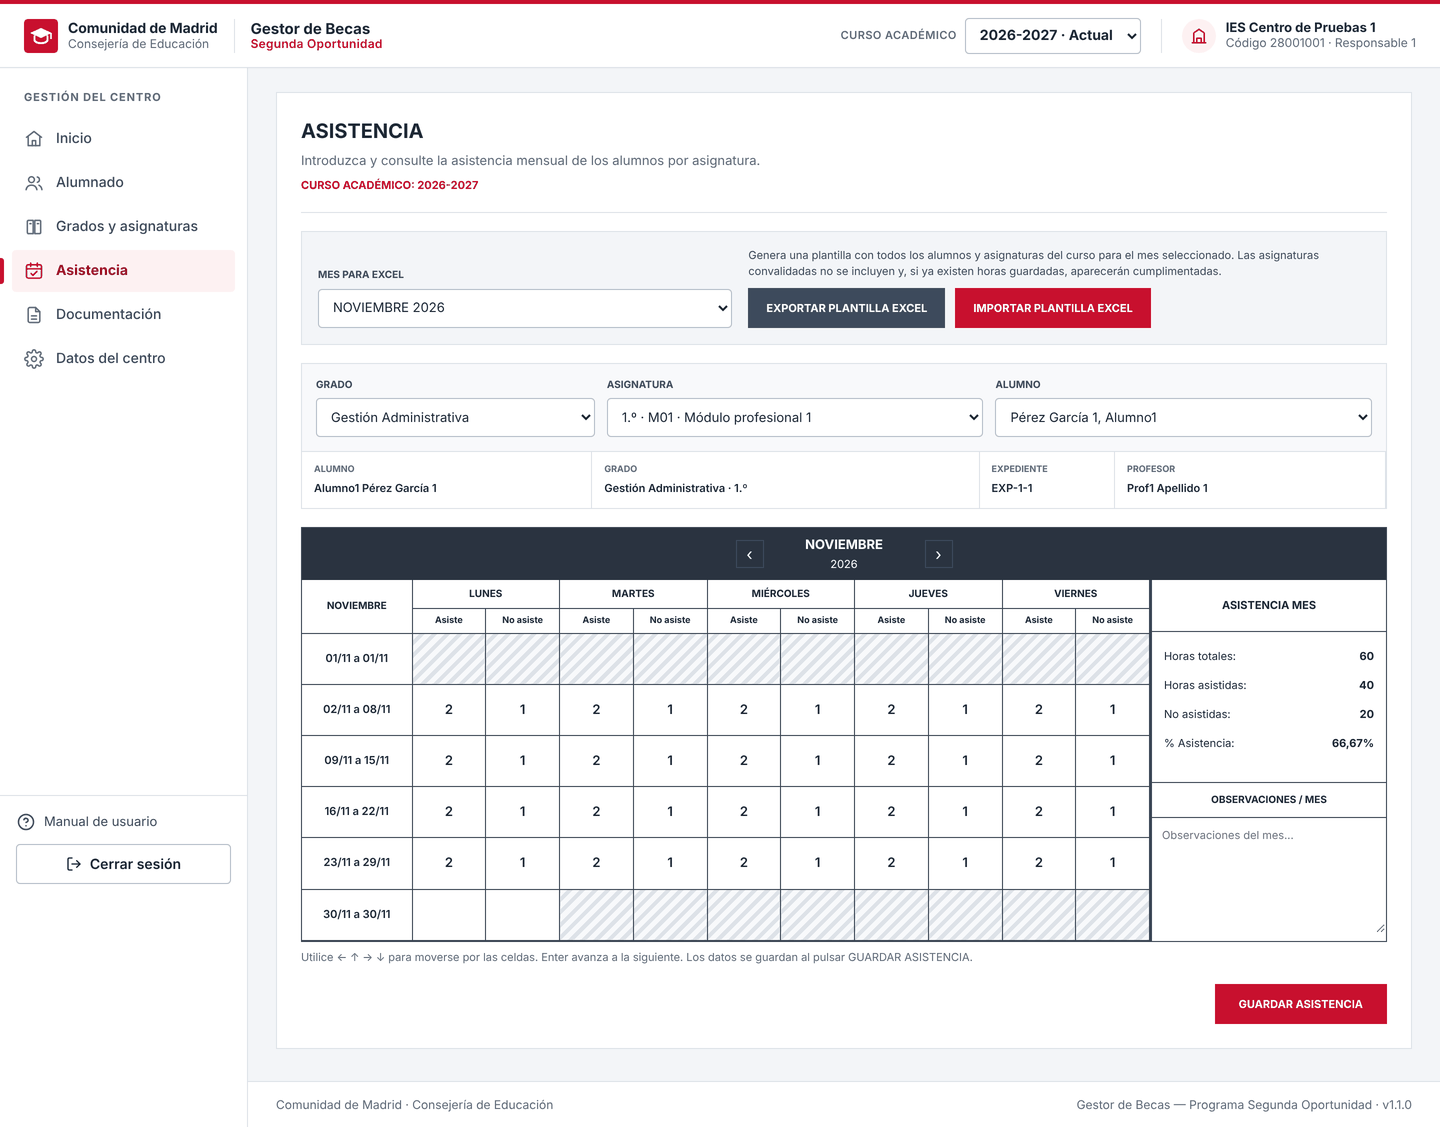 Comunidad de Madrid
Consejería de Educación
Gestor de Becas
Segunda Oportunidad
CURSO ACADÉMICO
2026-2027 · Actual
IES Centro de Pruebas 1
Código 28001001 · Responsable 1
GESTIÓN DEL CENTRO
Inicio
Alumnado
Grados y asignaturas
Asistencia
Documentación
Datos del centro
Manual de usuario
Cerrar sesión
ASISTENCIA
Introduzca y consulte la asistencia mensual de los alumnos por asignatura.
CURSO ACADÉMICO: 2026-2027
MES PARA EXCEL
NOVIEMBRE 2026
Genera una plantilla con todos los alumnos y asignaturas del curso para el mes seleccionado. Las asignaturas
convalidadas no se incluyen y, si ya existen horas guardadas, aparecerán cumplimentadas.
EXPORTAR PLANTILLA EXCEL
IMPORTAR PLANTILLA EXCEL
GRADO
ASIGNATURA
ALUMNO
Gestión Administrativa
1.º · M01 · Módulo profesional 1
Pérez García 1, Alumno1
ALUMNO
GRADO
EXPEDIENTE
PROFESOR
Alumno1 Pérez García 1
Gestión Administrativa · 1.º
EXP-1-1
Prof1 Apellido 1
‹ NOVIEMBRE ›
2026
NOVIEMBRE LUNES MARTES MIÉRCOLES JUEVES VIERNES
Asiste No asiste Asiste No asiste Asiste No asiste Asiste No asiste Asiste No asiste
01/11 a 01/11
02/11 a 08/11 2 1 2 1 2 1 2 1 2 1
09/11 a 15/11 2 1 2 1 2 1 2 1 2 1
16/11 a 22/11 2 1 2 1 2 1 2 1 2 1
23/11 a 29/11 2 1 2 1 2 1 2 1 2 1
30/11 a 30/11
ASISTENCIA MES
Horas totales: 60
Horas asistidas: 40
No asistidas: 20
% Asistencia: 66,67%
OBSERVACIONES / MES
Observaciones del mes...
Utilice ← ↑ → ↓ para moverse por las celdas. Enter avanza a la siguiente. Los datos se guardan al pulsar GUARDAR ASISTENCIA.
GUARDAR ASISTENCIA
Comunidad de Madrid · Consejería de Educación
Gestor de Becas — Programa Segunda Oportunidad · v1.1.0